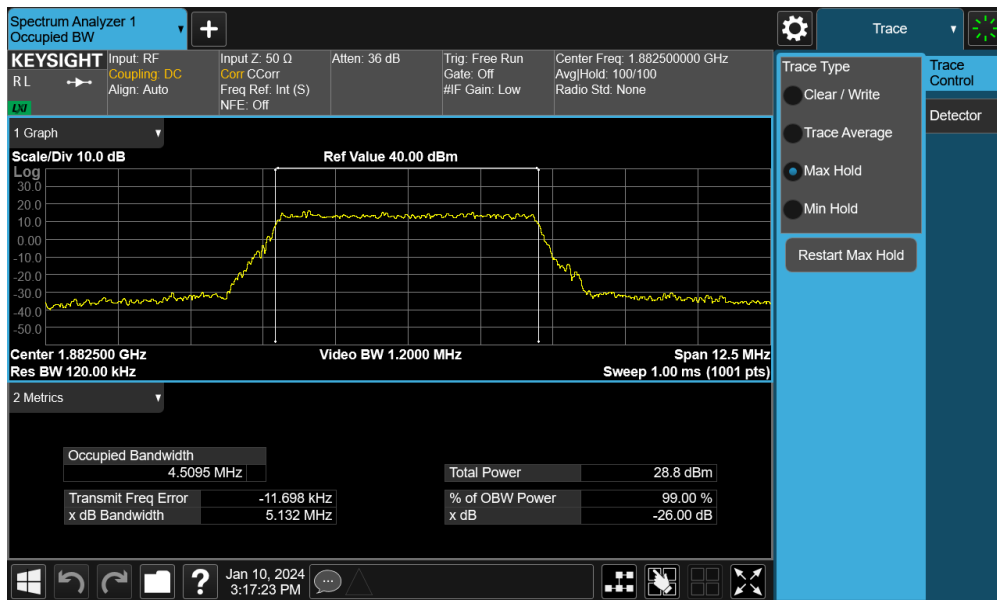 Spectrum Analyzer 1
Occupied BW
+
Trace
KEYSIGHT Input: RF Input Z: 50 Ω Atten: 36 dB Trig: Free Run Center Freq: 1.882500000 GHz
R L Coupling: DC Corr CCorr Gate: Off Avg|Hold: 100/100
Align: Auto Freq Ref: Int (S) #IF Gain: Low Radio Std: None
LXI NFE: Off
Trace Type
Clear / Write
Trace Average
Max Hold
Min Hold
Restart Max Hold
Trace
Control
Detector
1 Graph
Scale/Div 10.0 dB Ref Value 40.00 dBm
Log
30.0
20.0
10.0
0.00
-10.0
-20.0
-30.0
-40.0
-50.0
Center 1.882500 GHz Video BW 1.2000 MHz Span 12.5 MHz
Res BW 120.00 kHz Sweep 1.00 ms (1001 pts)
2 Metrics
Occupied Bandwidth
4.5095 MHz Total Power 28.8 dBm
Transmit Freq Error -11.698 kHz % of OBW Power 99.00 %
x dB Bandwidth 5.132 MHz x dB -26.00 dB
? Jan 10, 2024
3:17:23 PM